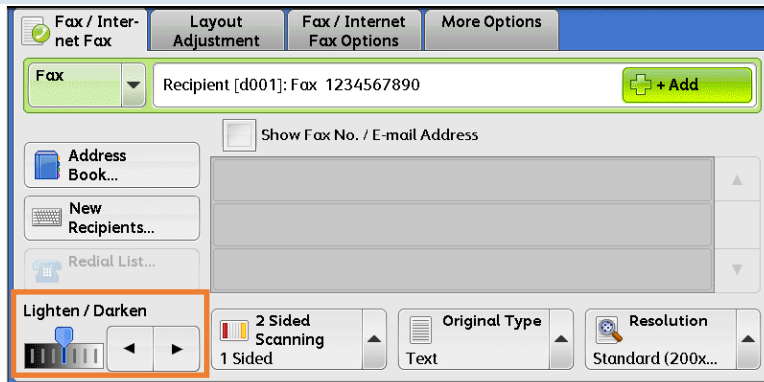 Fax / Inter-
net Fax
Layout
Adjustment
Fax / Internet
Fax Options
More Options
Fax
Recipient [d001]: Fax 1234567890
+ Add
Show Fax No. / E-mail Address
Address
Book...
New
Recipients...
Redial List...
Lighten / Darken
2 Sided
Scanning
1 Sided
Original Type
Text
Resolution
Standard (200x...